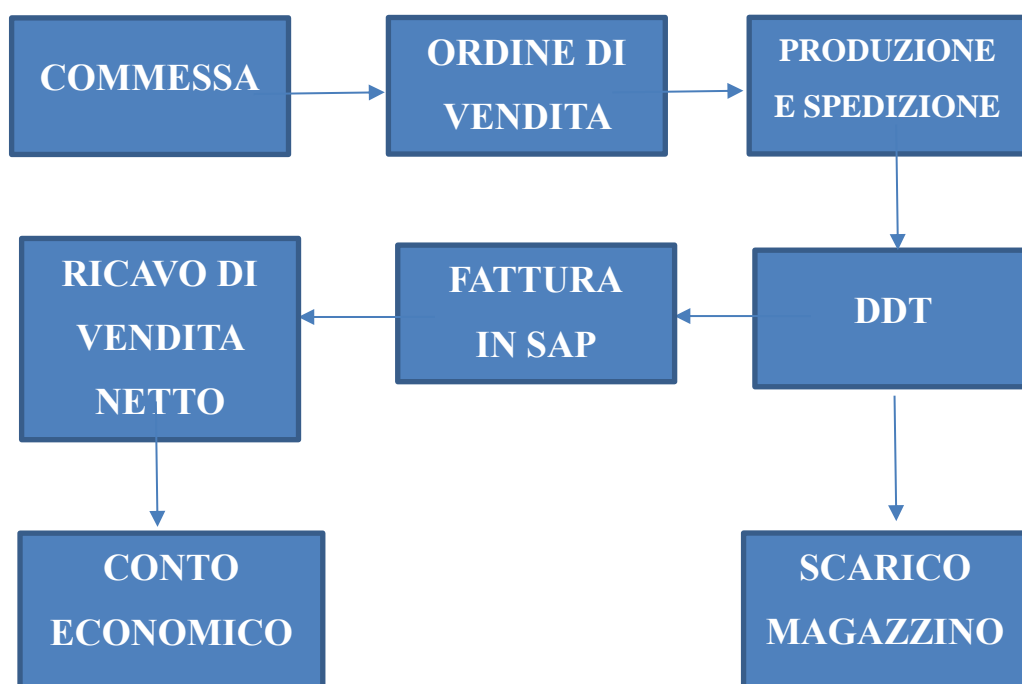 COMMESSA
ORDINE DI
VENDITA
PRODUZIONE
E SPEDIZIONE
RICAVO DI
VENDITA
NETTO
FATTURA
IN SAP
DDT
CONTO
ECONOMICO
SCARICO
MAGAZZINO